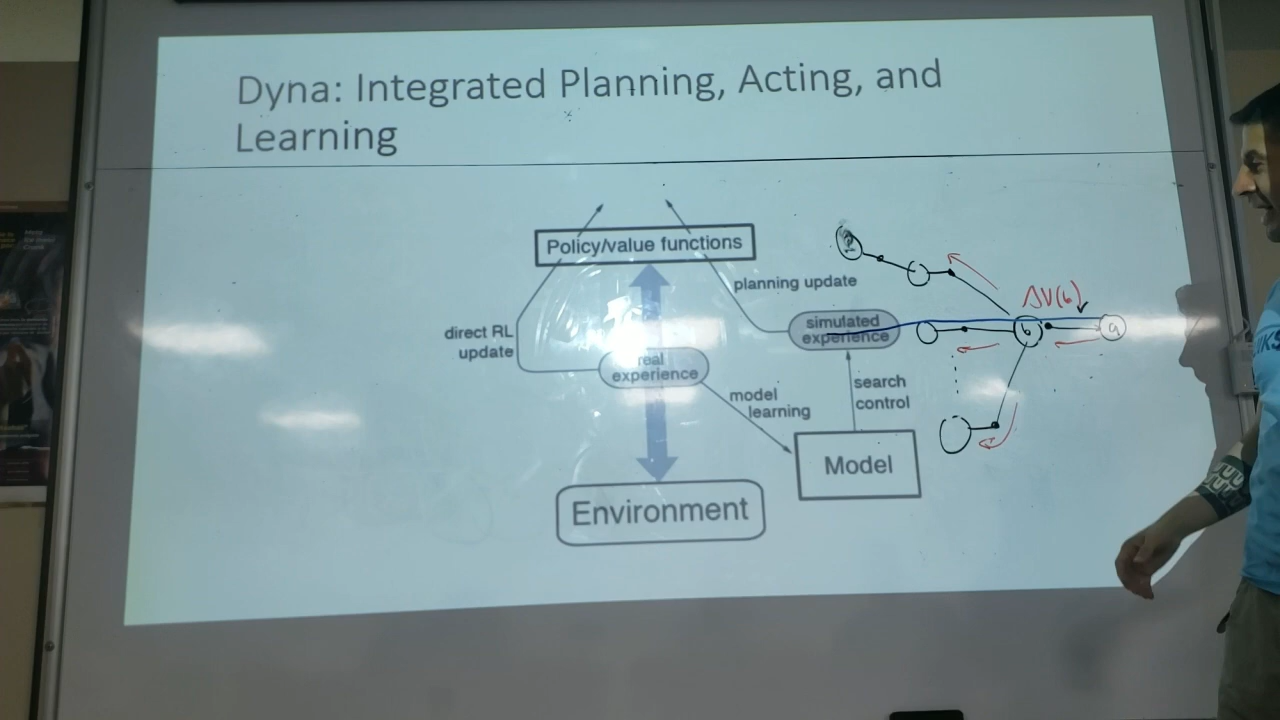 Dyna: Integrated Planning, Acting, and
Learning
Policy/value functions
planning update
direct RL
update
simulated
experience
real
experience
model
learning
search
control
Model
Environment
ΔV(b)
b
a